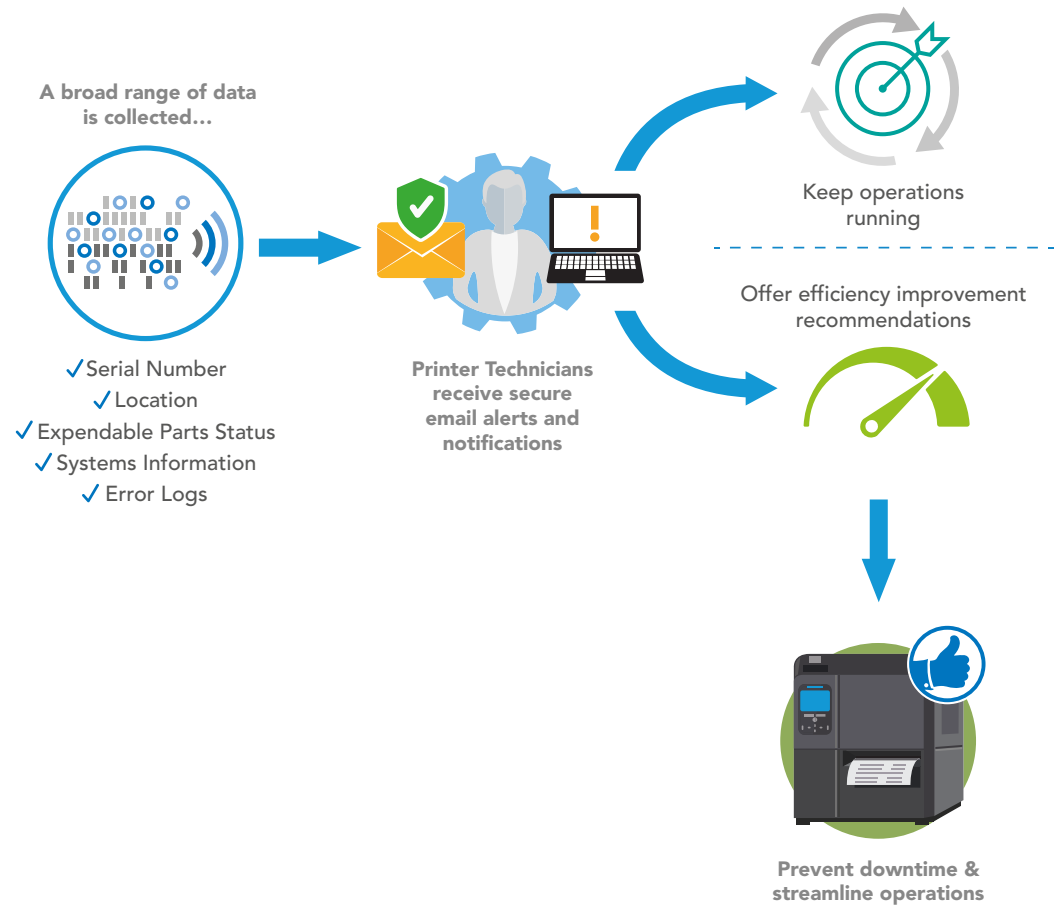 A broad range of data
is collected…
✓ Serial Number
✓ Location
✓ Expendable Parts Status
✓ Systems Information
✓ Error Logs
Printer Technicians
receive secure
email alerts and
notifications
Keep operations
running
Offer efficiency improvement
recommendations
Prevent downtime &
streamline operations